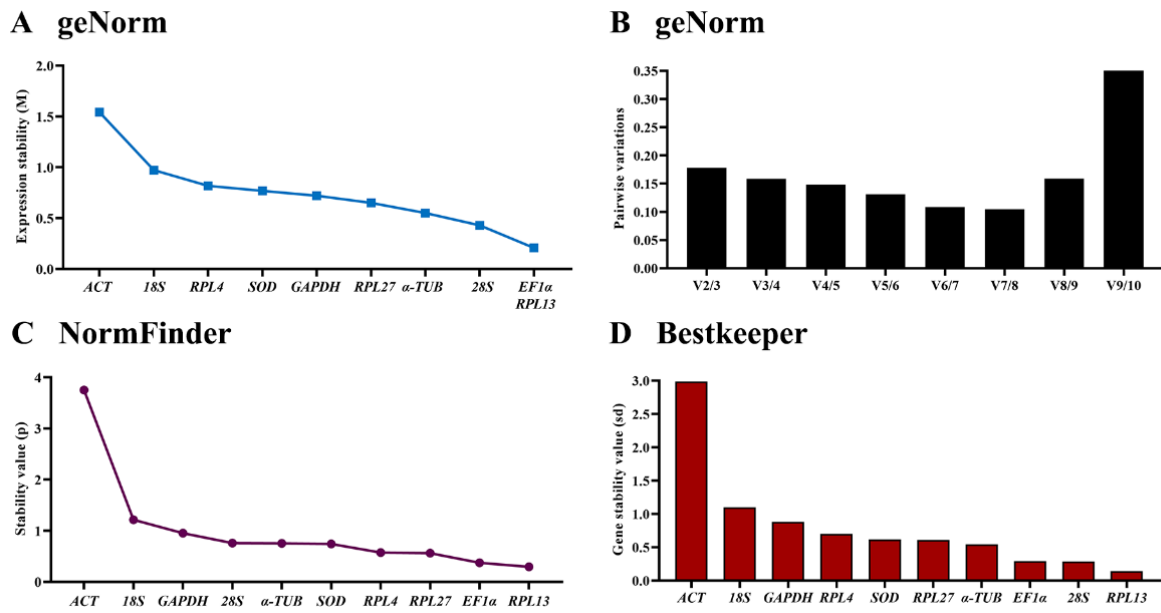 A geNorm
2.0
1.5
1.0
0.5
0.0
Expression stability (M)
ACT 18S RPL4 SOD GAPDH RPL27 α-TUB 28S EF1α
RPL13
B geNorm
0.35
0.30
0.25
0.20
0.15
0.10
0.05
0.00
Pairwise variations
V2/3 V3/4 V4/5 V5/6 V6/7 V7/8 V8/9 V9/10
C NormFinder
4
3
2
1
0
Stability value (p)
ACT 18S GAPDH 28S α-TUB SOD RPL4 RPL27 EF1α RPL13
D Bestkeeper
3.0
2.5
2.0
1.5
1.0
0.5
0.0
Gene stability value (sd)
ACT 18S GAPDH RPL4 SOD RPL27 α-TUB EF1α 28S RPL13